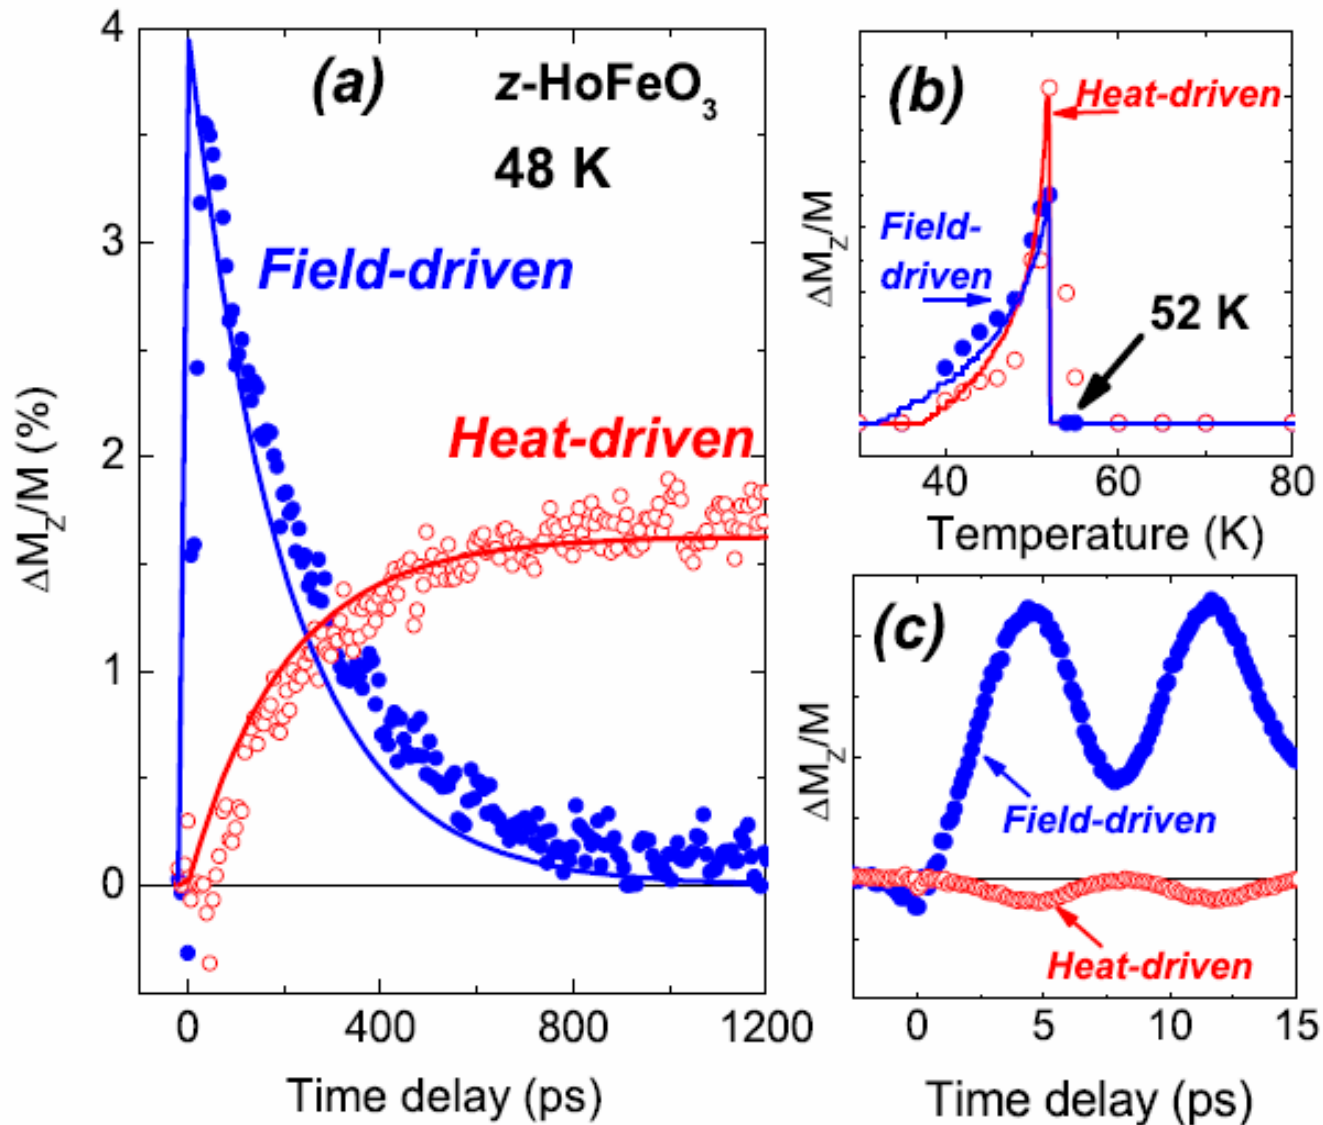 (a)
z-HoFeO3
48 K
Field-driven
Heat-driven
ΔMZ/M (%)
4
3
2
1
0
0
400
800
1200
Time delay (ps)
(b)
Heat-driven
Field-
driven
52 K
ΔMZ/M
40
60
80
Temperature (K)
(c)
Field-driven
Heat-driven
ΔMZ/M
0
5
10
15
Time delay (ps)